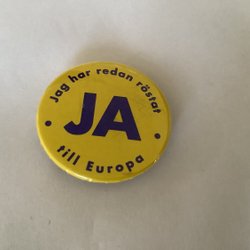 Jag har redan röstat
JA
till Europa